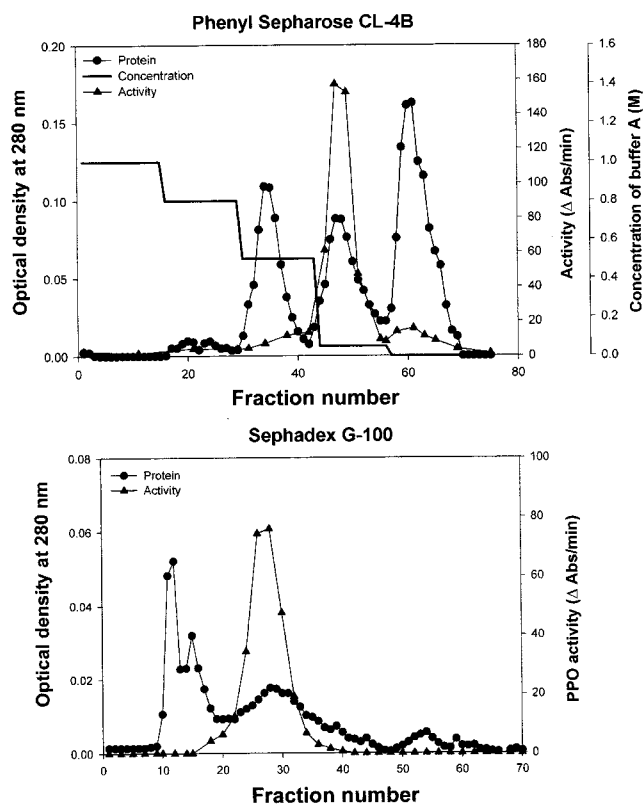 Phenyl Sepharose CL-4B
Protein
Concentration
Activity
Optical density at 280 nm
0.20
0.15
0.10
0.05
0.00
0 20 40 60 80
Fraction number
180
160
140
120
100
80
60
40
20
0
Activity (Δ Abs/min)
1.6
1.4
1.2
1.0
0.8
0.6
0.4
0.2
0.0
Concentration of buffer A (M)
Sephadex G-100
Protein
Activity
Optical density at 280 nm
0.08
0.06
0.04
0.02
0.00
0 10 20 30 40 50 60 70
Fraction number
100
80
60
40
20
0
PPO activity (Δ Abs/min)